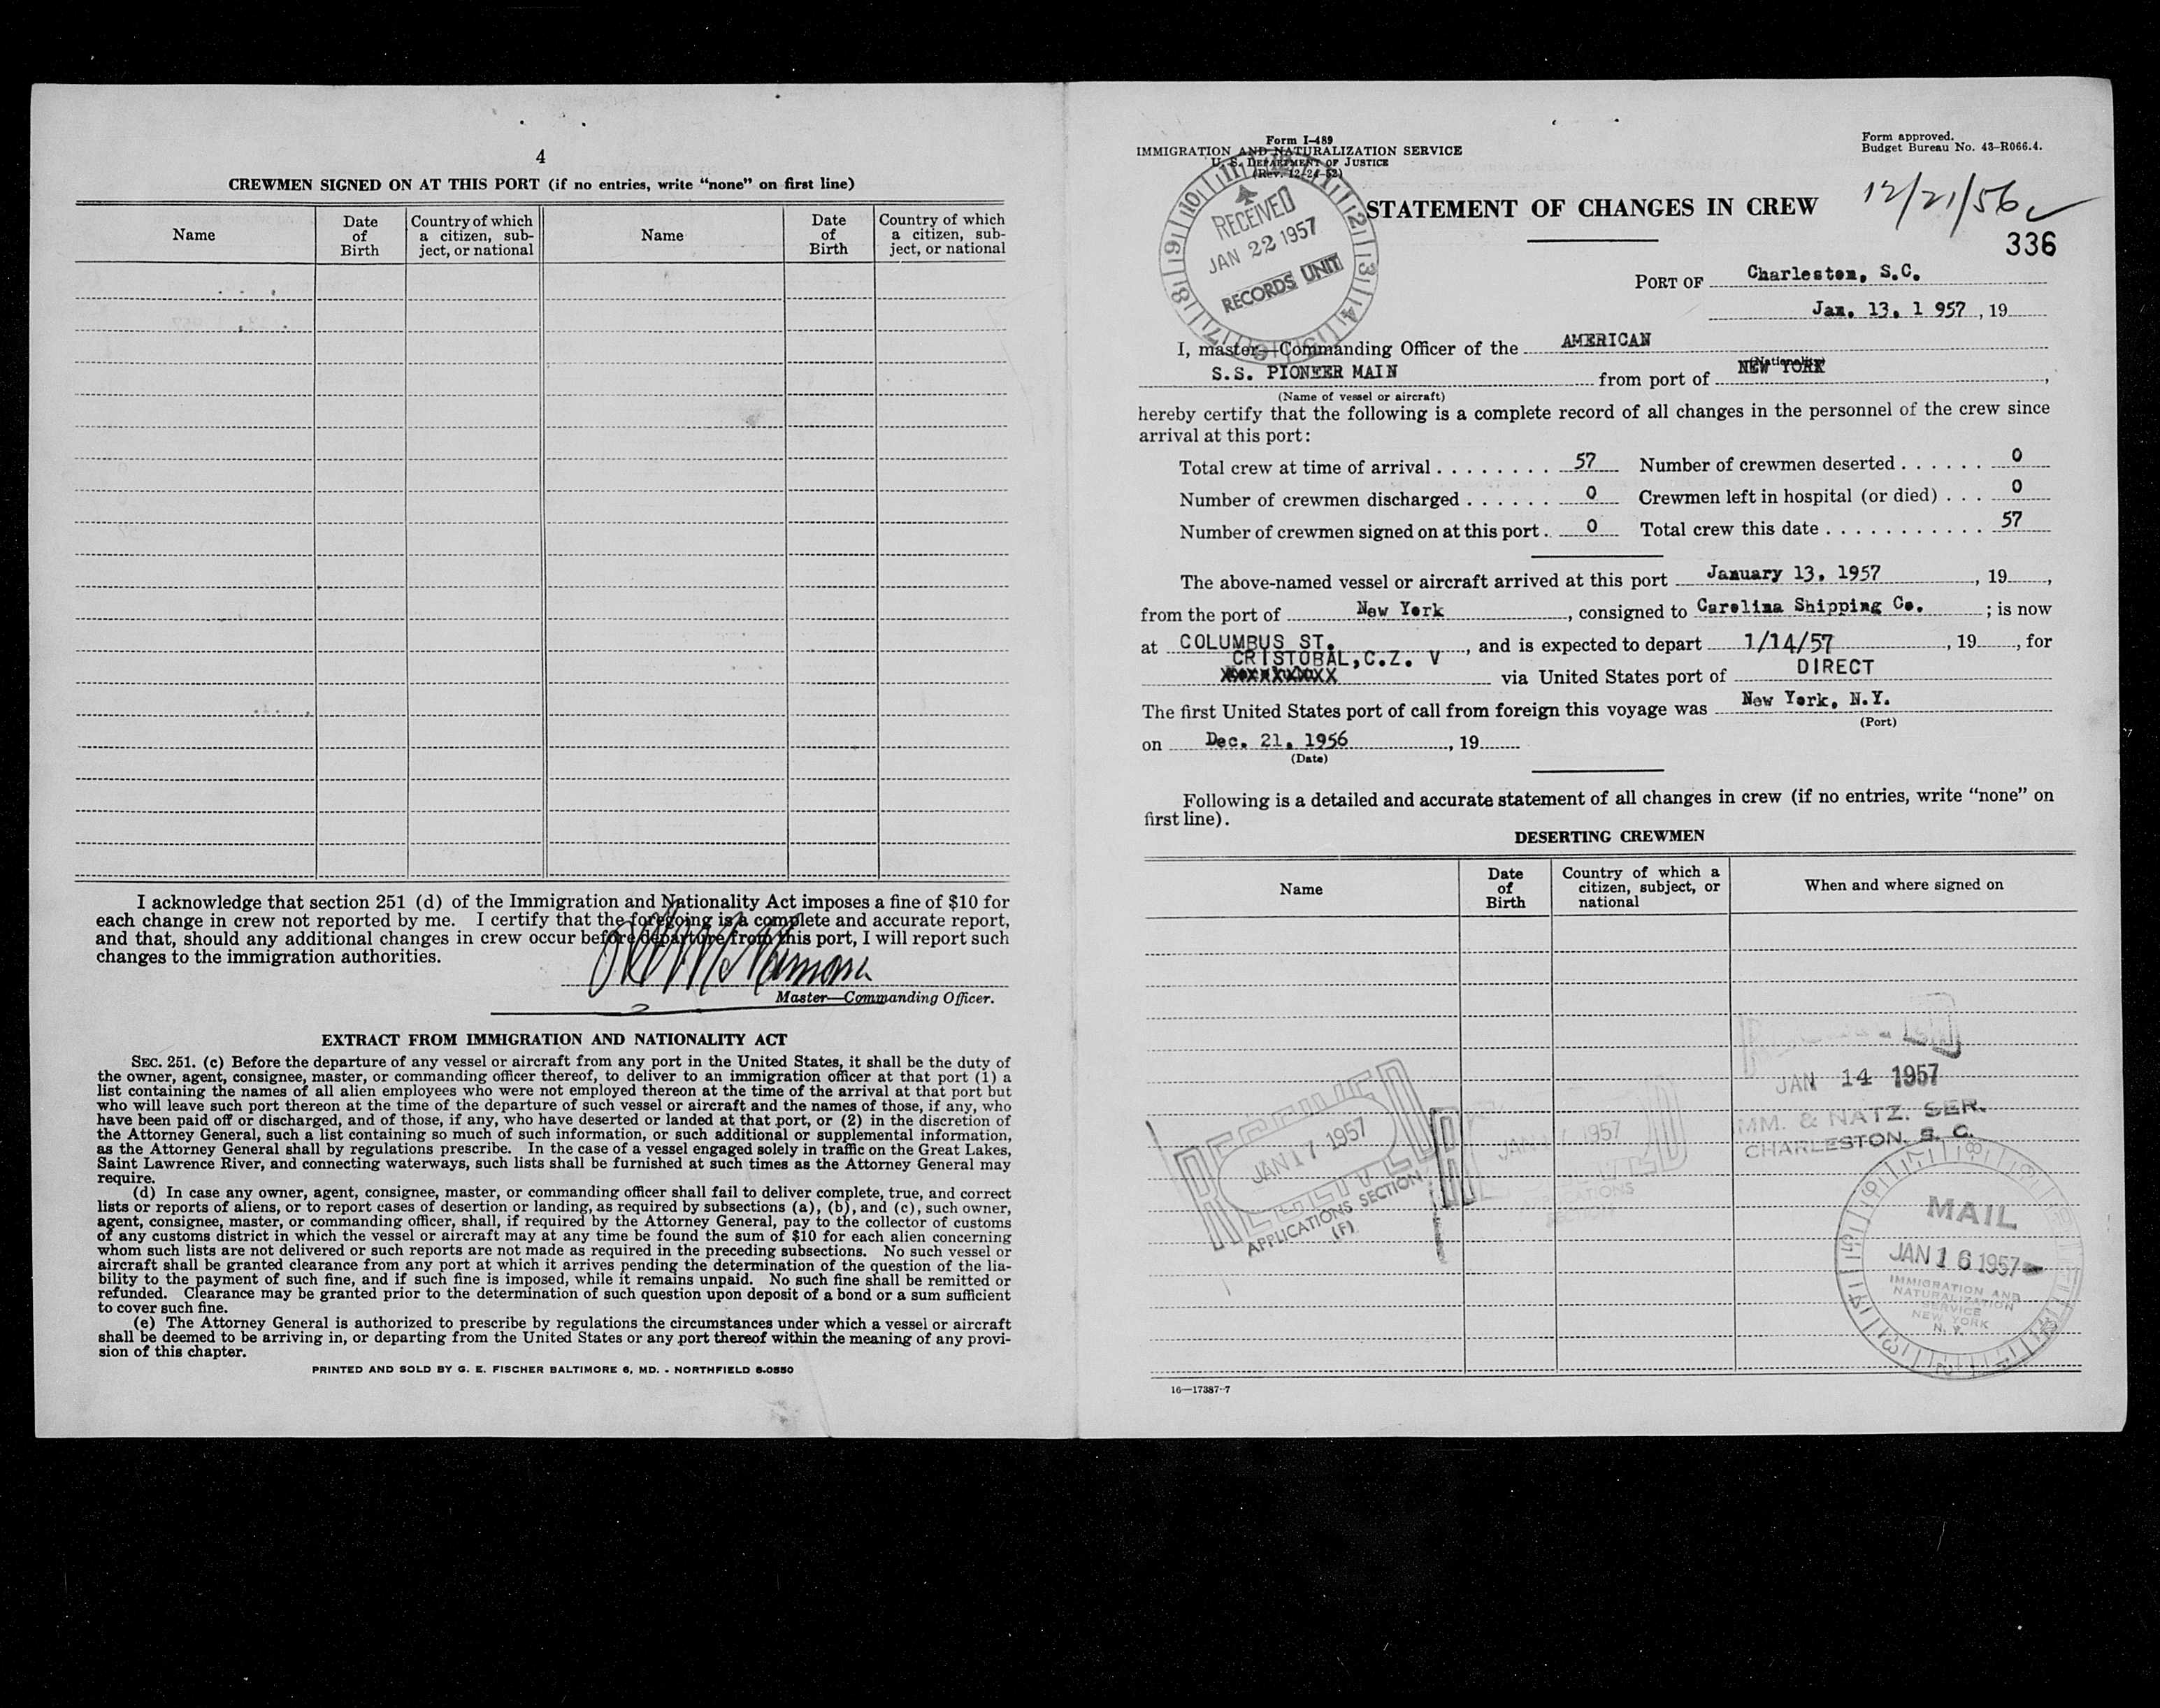 4
CREWMEN SIGNED ON AT THIS PORT (if no entries, write “none” on first line)
Name
Date of Birth
Country of which a citizen, sub-ject, or national
Name
Date of Birth
Country of which a citizen, sub-ject, or national
I acknowledge that section 251 (d) of the Immigration and Nationality Act imposes a fine of $10 for
each change in crew not reported by me. I certify that the foregoing is a complete and accurate report,
and that, should any additional changes in crew occur before departure from this port, I will report such
changes to the immigration authorities.
Master—Commanding Officer.
EXTRACT FROM IMMIGRATION AND NATIONALITY ACT
SEC. 251. (c) Before the departure of any vessel or aircraft from any port in the United States, it shall be the duty of
the owner, agent, consignee, master, or commanding officer thereof, to deliver to an immigration officer at that port (1) a
list containing the names of all alien employees who were not employed thereon at the time of the arrival at that port but
who will leave such port thereon at the time of the departure of such vessel or aircraft and the names of those, if any, who
have been paid off or discharged, and of those, if any, who have deserted or landed at that port, or (2) in the discretion of
the Attorney General, such a list containing so much of such information, or such additional or supplemental information,
as the Attorney General shall by regulations prescribe. In the case of a vessel engaged solely in traffic on the Great Lakes,
Saint Lawrence River, and connecting waterways, such lists shall be furnished at such times as the Attorney General may
require.
(d) In case any owner, agent, consignee, master, or commanding officer shall fail to deliver complete, true, and correct
lists or reports of aliens, or to report cases of desertion or landing, as required by subsections (a), (b), and (c), such owner,
agent, consignee, master, or commanding officer, shall, if required by the Attorney General, pay to the collector of customs
of any customs district in which the vessel or aircraft may at any time be found the sum of $10 for each alien concerning
whom such lists are not delivered or such reports are not made as required in the preceding subsections. No such vessel or
aircraft shall be granted clearance from any port at which it arrives pending the determination of the question of the lia-
bility to the payment of such fine, and if such fine is imposed, while it remains unpaid. No such fine shall be remitted or
refunded. Clearance may be granted prior to the determination of such question upon deposit of a bond or a sum sufficient
to cover such fine.
(e) The Attorney General is authorized to prescribe by regulations the circumstances under which a vessel or aircraft
shall be deemed to be arriving in, or departing from the United States or any port thereof within the meaning of any provi-
sion of this chapter.
PRINTED AND SOLD BY G. E. FISCHER BALTIMORE 6, MD. - NORTHFIELD 6-0550
Form I-489
IMMIGRATION AND NATURALIZATION SERVICE
U. S. DEPARTMENT OF JUSTICE
(Rev. 12-24-52)
Form approved.
Budget Bureau No. 43-R066.4.
RECEIVED
JAN 22 1957
RECORDS UNIT
STATEMENT OF CHANGES IN CREW
12/21/56
336
PORT OF Charleston, S.C.
Jan. 13. 1 957 , 19
I, master—Commanding Officer of the AMERICAN
(Nationality)
S.S. PIONEER MAIN from port of NEW YORK ,
(Name of vessel or aircraft)
hereby certify that the following is a complete record of all changes in the personnel of the crew since
arrival at this port:
Total crew at time of arrival . . . . . . . . 57 Number of crewmen deserted . . . . . . 0
Number of crewmen discharged . . . . . . 0 Crewmen left in hospital (or died) . . . 0
Number of crewmen signed on at this port . 0 Total crew this date . . . . . . . . . . . 57
The above-named vessel or aircraft arrived at this port January 13, 1957 , 19 ,
from the port of New York , consigned to Carolina Shipping Co. ; is now
at COLUMBUS ST. , and is expected to depart 1/14/57 , 19 , for
CRISTOBAL,C.Z. V
via United States port of DIRECT
The first United States port of call from foreign this voyage was New York, N.Y.
(Port)
on Dec. 21. 1956 , 19
(Date)
Following is a detailed and accurate statement of all changes in crew (if no entries, write “none” on
first line).
DESERTING CREWMEN
Name
Date of Birth
Country of which a citizen, subject, or national
When and where signed on
JAN 14 1957
MM. & NATZ. SER.
CHARLESTON, S. C.
RECEIVED
JAN 17 1957
APPLICATIONS SECTION
(F)
JAN 17 1957
APPLICATIONS
SECTION
MAIL
JAN 16 1957
IMMIGRATION AND
NATURALIZATION
SERVICE
NEW YORK
N. Y.
16—17387-7